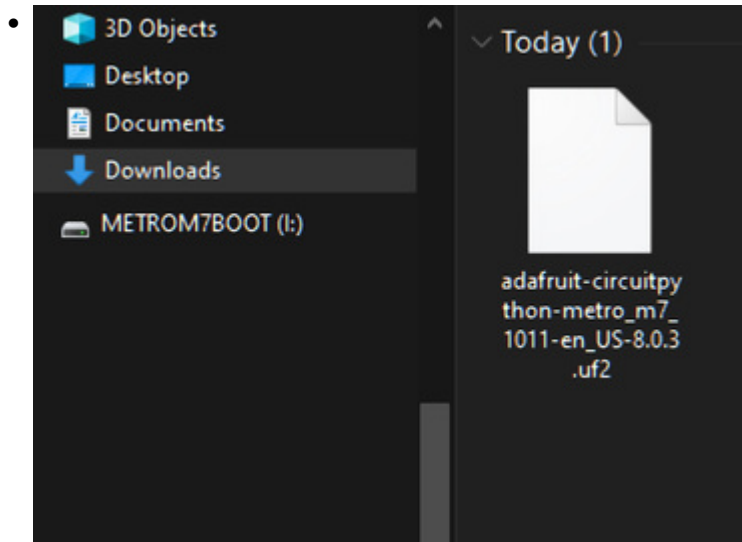 3D Objects
Desktop
Documents
Downloads
METROM7BOOT (I:)
Today (1)
adafruit-circuitpy
thon-metro_m7_
1011-en_US-8.0.3
.uf2